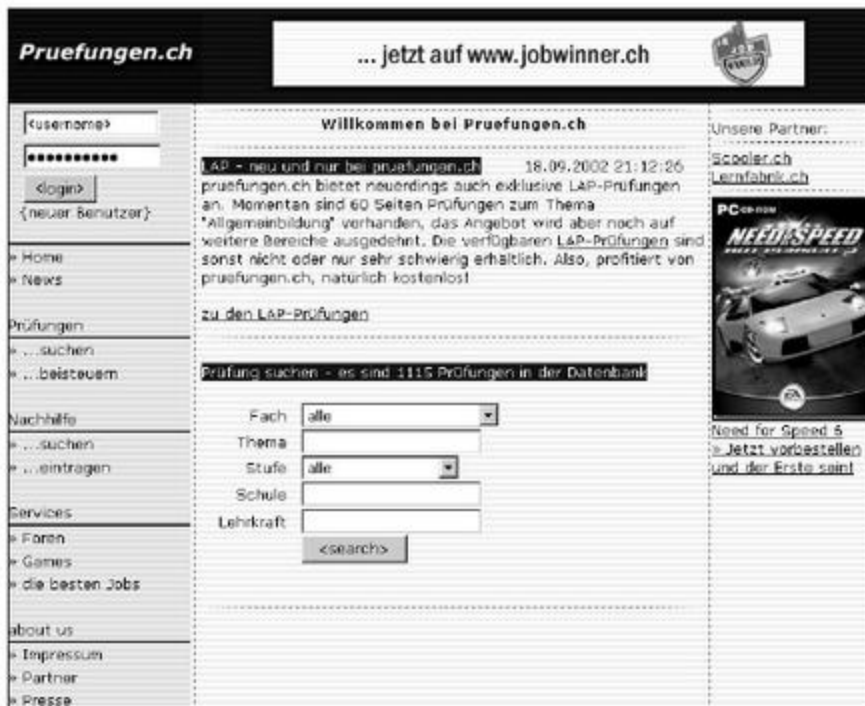 Pruefungen.ch
... jetzt auf www.jobwinner.ch
JOB
<username>
<login>
{neuer Benutzer}
» Home
» News
Prüfungen
» ...suchen
» ...beisteuern
Nachhilfe
» ...suchen
» ...eintragen
Services
» Foren
» Games
» die besten Jobs
about us
» Impressum
» Partner
» Presse
Willkommen bei Pruefungen.ch
LAP - neu und nur bei pruefungen.ch 18.09.2002 21:12:26
pruefungen.ch bietet neuerdings auch exklusive LAP-Prüfungen
an. Momentan sind 60 Seiten Prüfungen zum Thema
"Allgemeinbildung" vorhanden, das Angebot wird aber noch auf
weitere Bereiche ausgedehnt. Die verfügbaren LAP-Prüfungen sind
sonst nicht oder nur sehr schwierig erhältlich. Also, profitiert von
pruefungen.ch, natürlich kostenlos!
zu den LAP-Prüfungen
Prüfung suchen - es sind 1115 Prüfungen in der Datenbank
Fach alle
Thema
Stufe alle
Schule
Lehrkraft
<search>
Unsere Partner:
Scooler.ch
Lernfabrik.ch
PC CD-ROM
NEED FOR SPEED
EA
Need for Speed 6
» Jetzt vorbestellen
und der Erste sein!